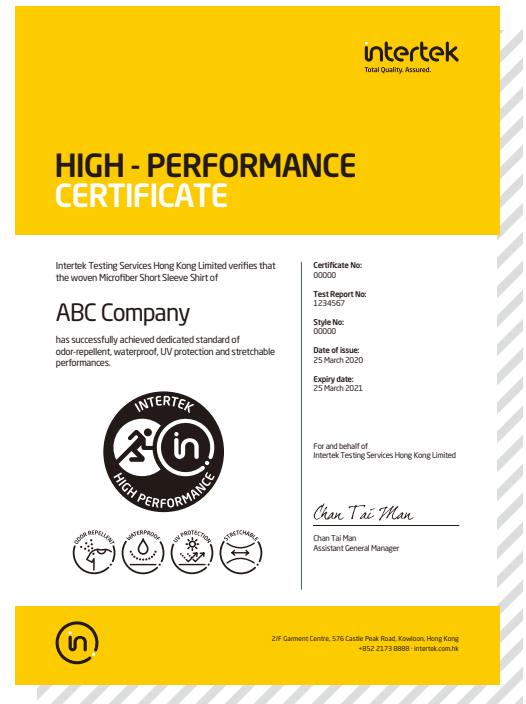 intertek
Total Quality. Assured.
HIGH - PERFORMANCE
CERTIFICATE
Intertek Testing Services Hong Kong Limited verifies that
the woven Microfiber Short Sleeve Shirt of
ABC Company
has successfully achieved dedicated standard of
odor-repellent, waterproof, UV protection and stretchable
performances.
INTERTEK
in
HIGH PERFORMANCE
ODOR REPELLENT
WATERPROOF
UV PROTECTION
STRETCHABLE
Certificate No:
00000
Test Report No:
1234567
Style No:
00000
Date of issue:
25 March 2020
Expiry date:
25 March 2021
For and behalf of
Intertek Testing Services Hong Kong Limited
Chan Tai Man
Chan Tai Man
Assistant General Manager
in
2/F Garment Centre, 576 Castle Peak Road, Kowloon, Hong Kong
+852 2173 8888 · intertek.com.hk